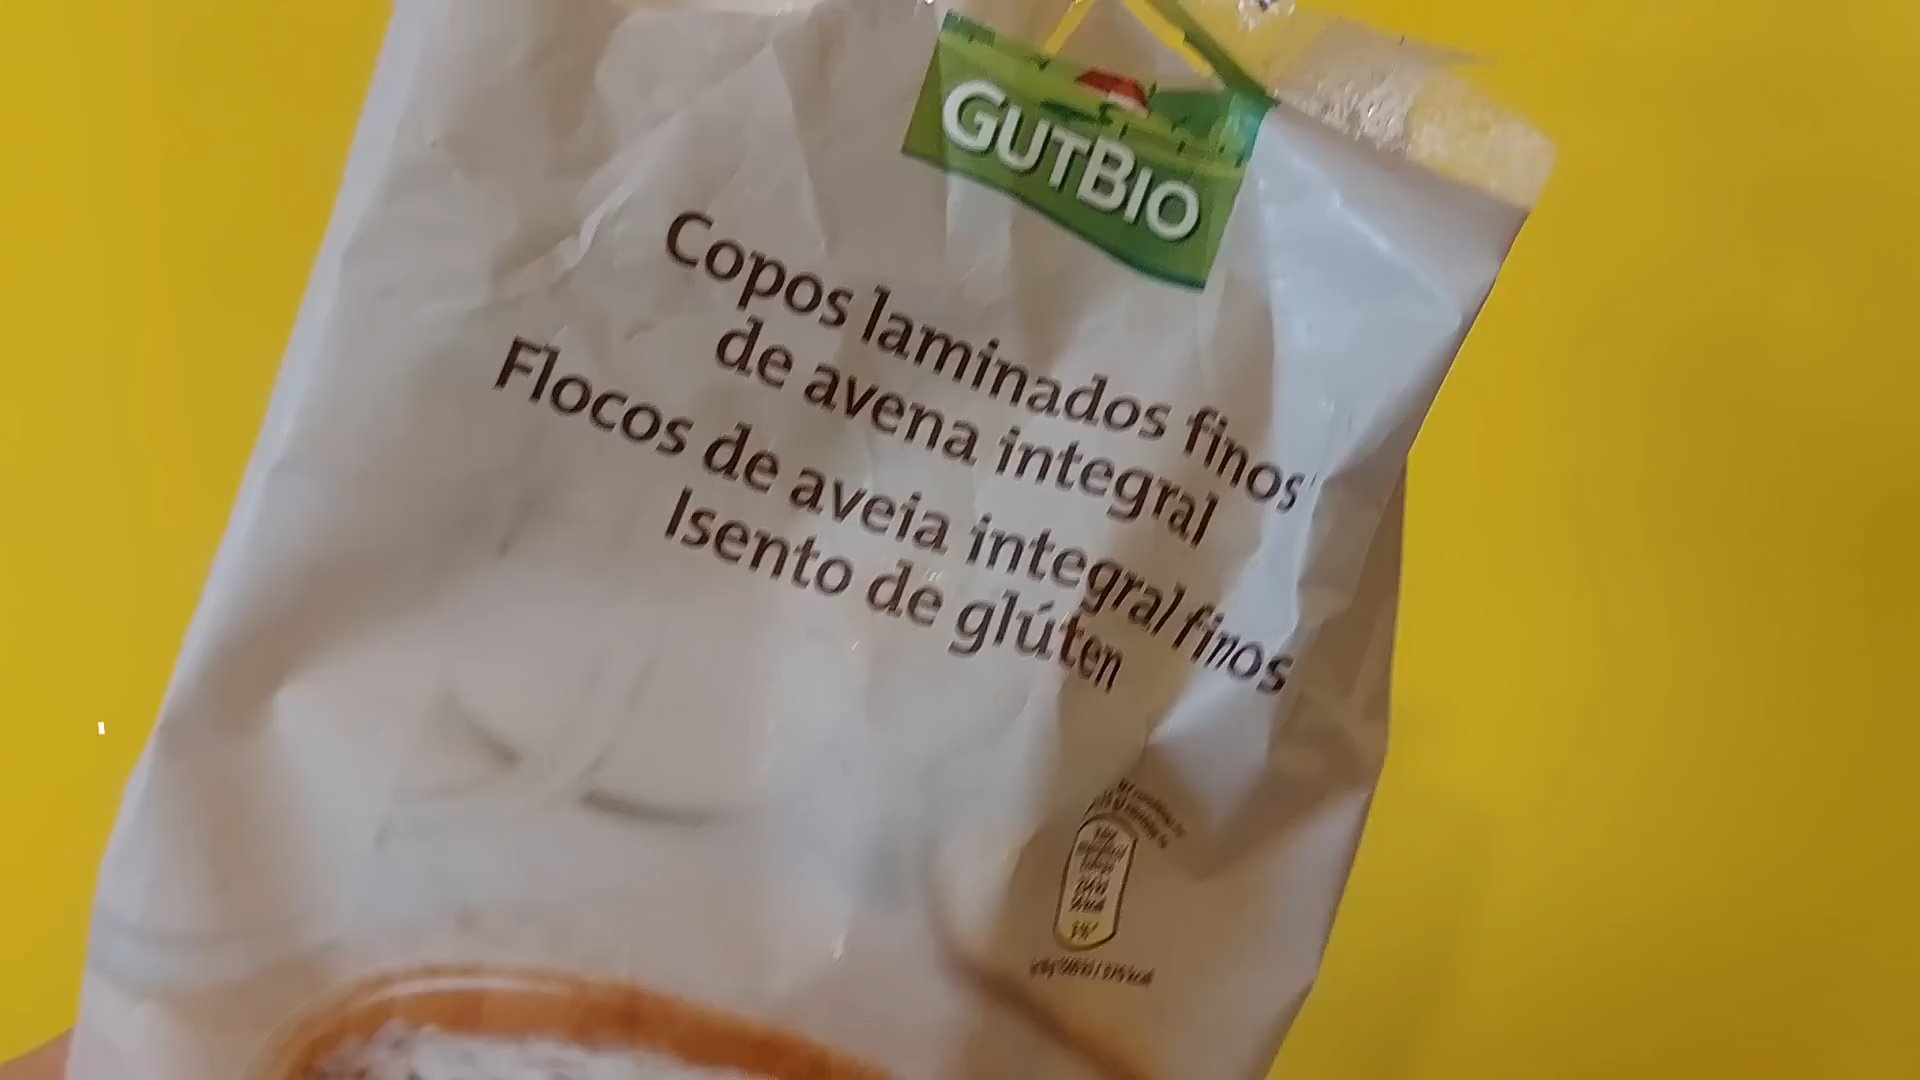 GUTBIO
Copos laminados finos
de avena integral
Flocos de aveia integral finos
Isento de glúten